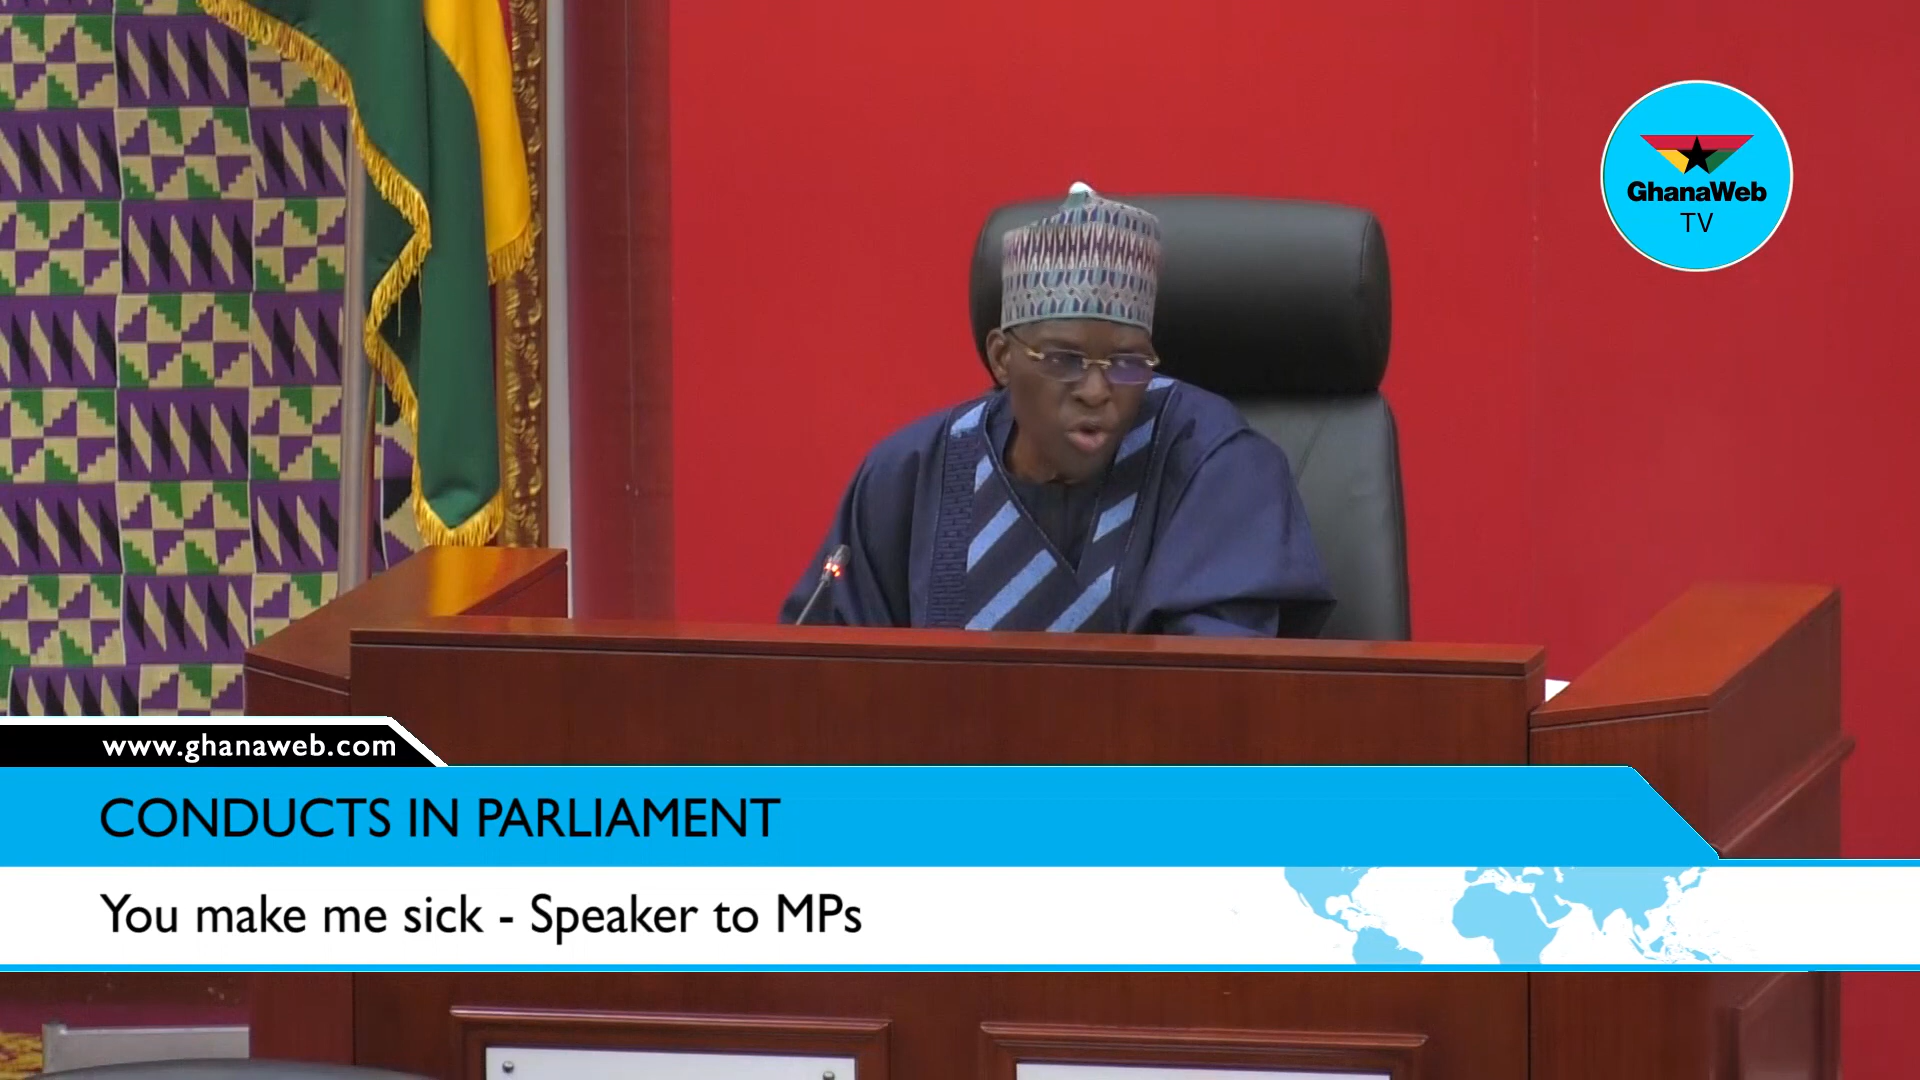 GhanaWeb
TV
www.ghanaweb.com
CONDUCTS IN PARLIAMENT
You make me sick - Speaker to MPs